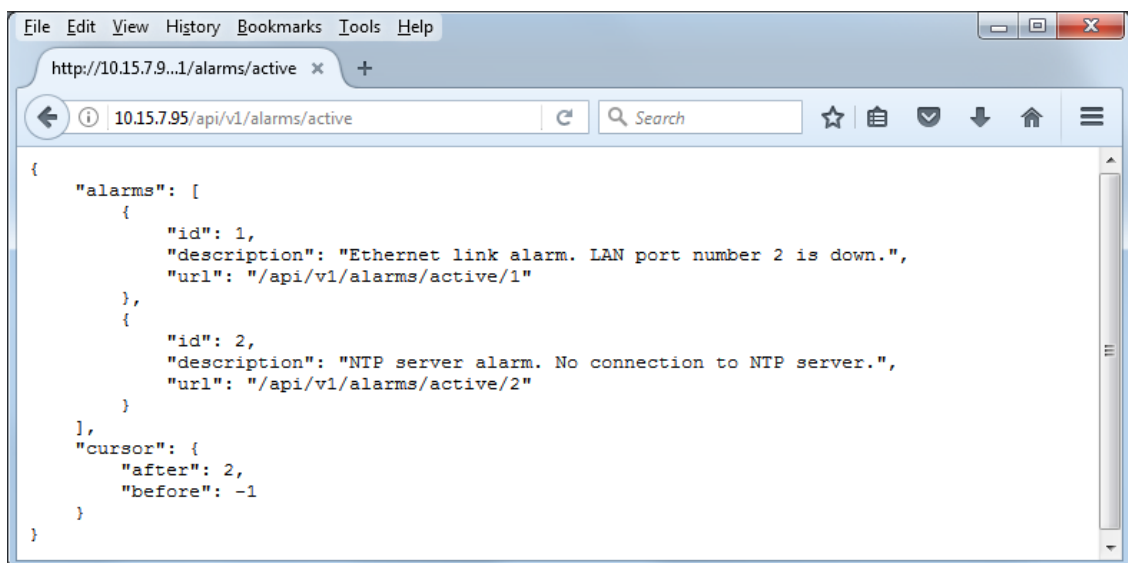 File Edit View History Bookmarks Tools Help
http://10.15.7.9...1/alarms/active
10.15.7.95/api/v1/alarms/active Search
{
    "alarms": [
        {
            "id": 1,
            "description": "Ethernet link alarm. LAN port number 2 is down.",
            "url": "/api/v1/alarms/active/1"
        },
        {
            "id": 2,
            "description": "NTP server alarm. No connection to NTP server.",
            "url": "/api/v1/alarms/active/2"
        }
    ],
    "cursor": {
        "after": 2,
        "before": -1
    }
}